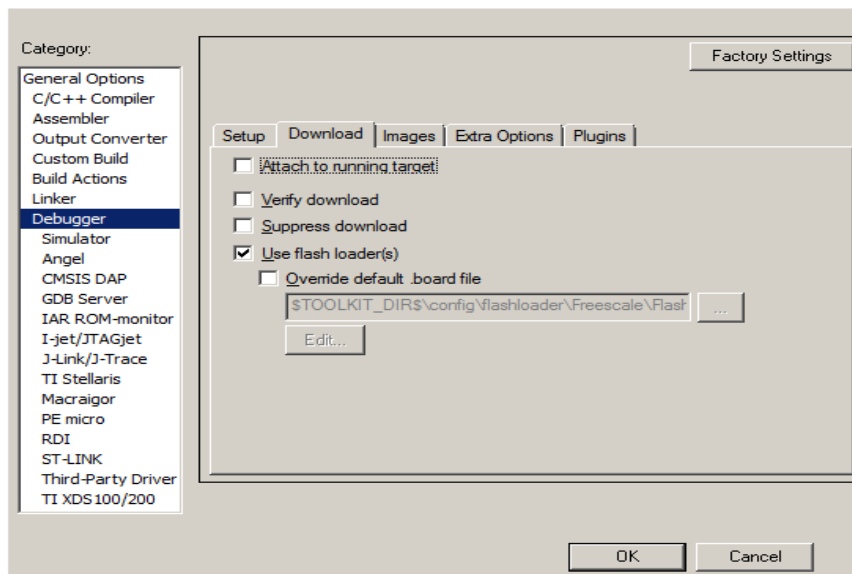 Category:
General Options
C/C++ Compiler
Assembler
Output Converter
Custom Build
Build Actions
Linker
Debugger
Simulator
Angel
CMSIS DAP
GDB Server
IAR ROM-monitor
I-jet/JTAGjet
J-Link/J-Trace
TI Stellaris
Macraigor
PE micro
RDI
ST-LINK
Third-Party Driver
TI XDS100/200
Factory Settings
Setup Download Images Extra Options Plugins
Attach to running target
Verify download
Suppress download
Use flash loader(s)
Override default .board file
$TOOLKIT_DIR$\config\flashloader\Freescale\Flash ...
Edit...
OK Cancel